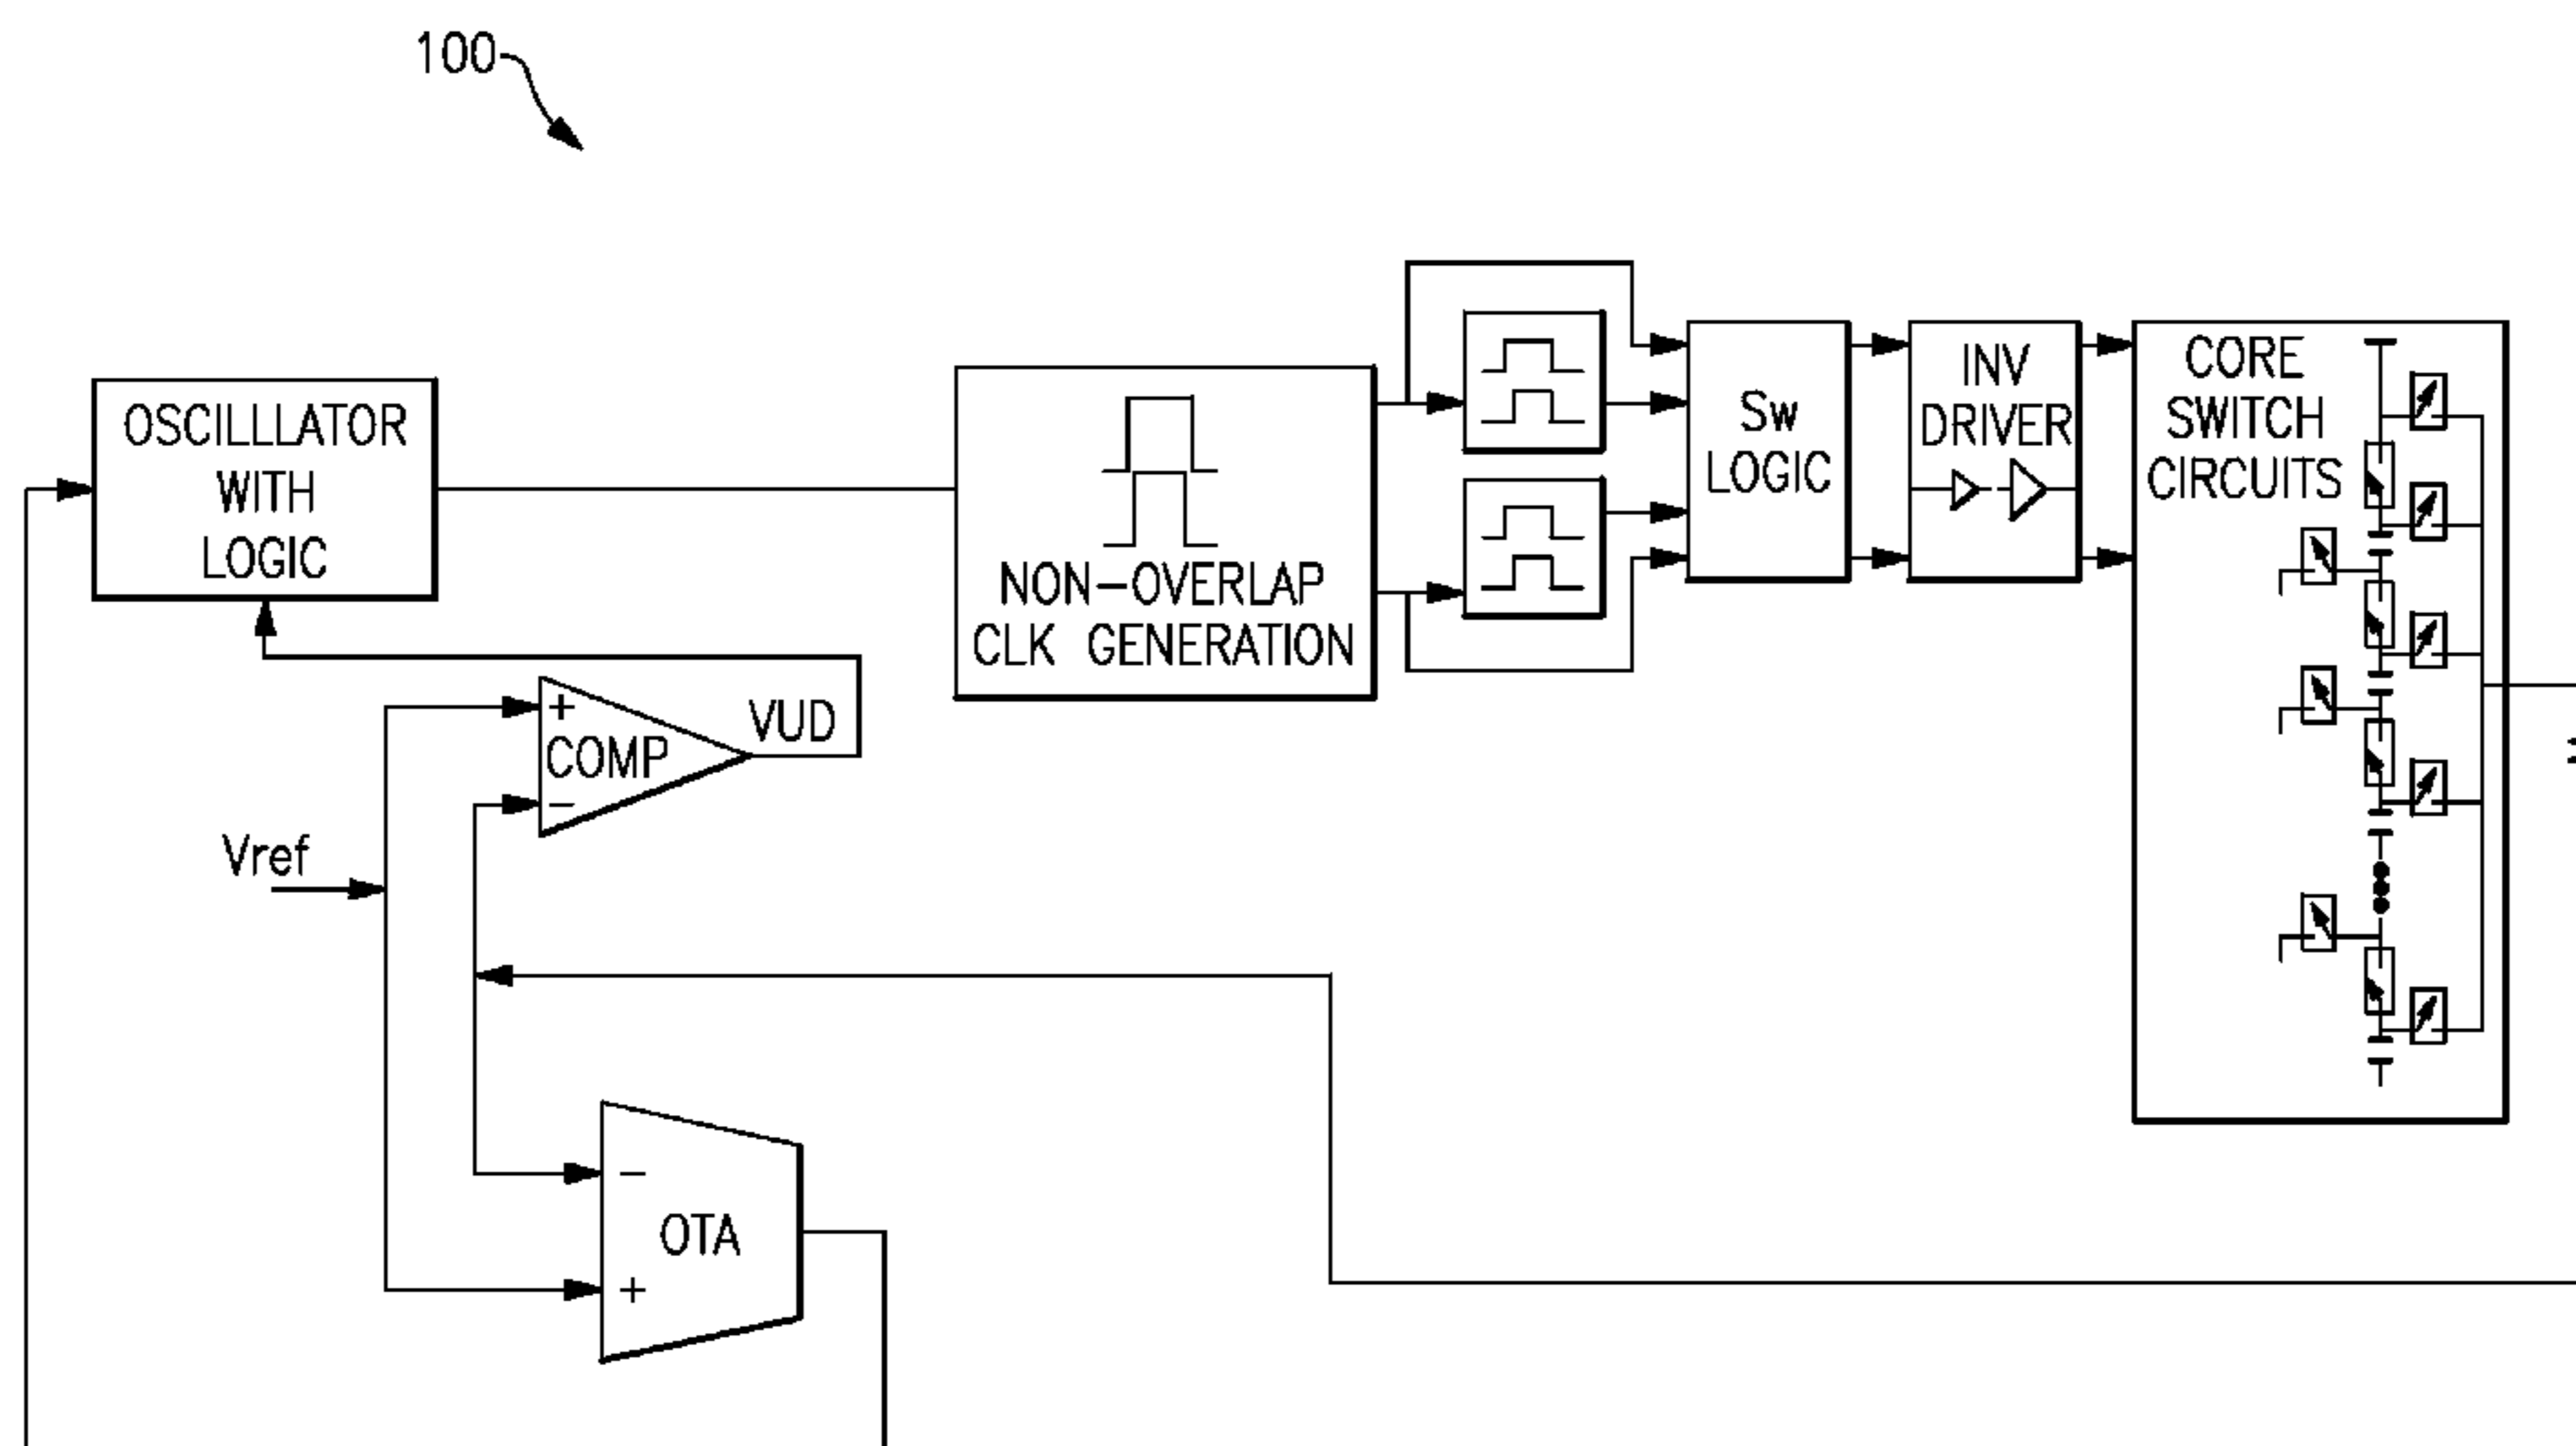 100
OSCILLLATOR
WITH
LOGIC
NON-OVERLAP
CLK GENERATION
Sw
LOGIC
INV
DRIVER
CORE
SWITCH
CIRCUITS
+
COMP
−
VUD
Vref
−
OTA
+